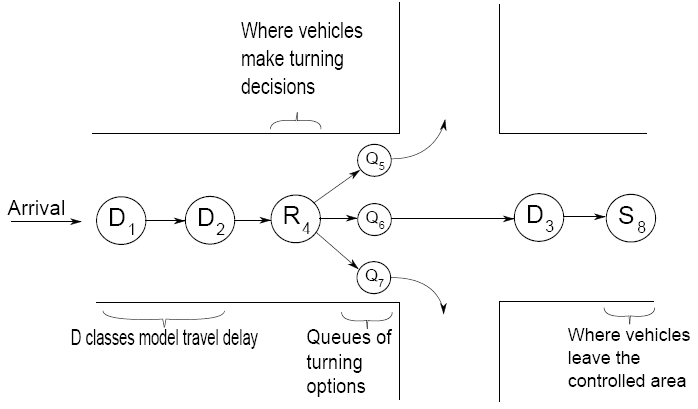 Where vehicles
make turning
decisions
Arrival
D1
D2
R4
Q5
Q6
Q7
D3
S8
D classes model travel delay
Queues of
turning
options
Where vehicles
leave the
controlled area